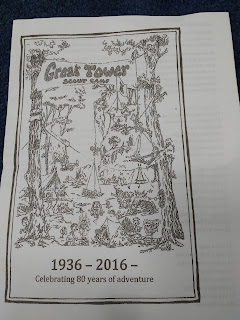 Great Tower
SCOUT CAMP
1936 – 2016 –
Celebrating 80 years of adventure